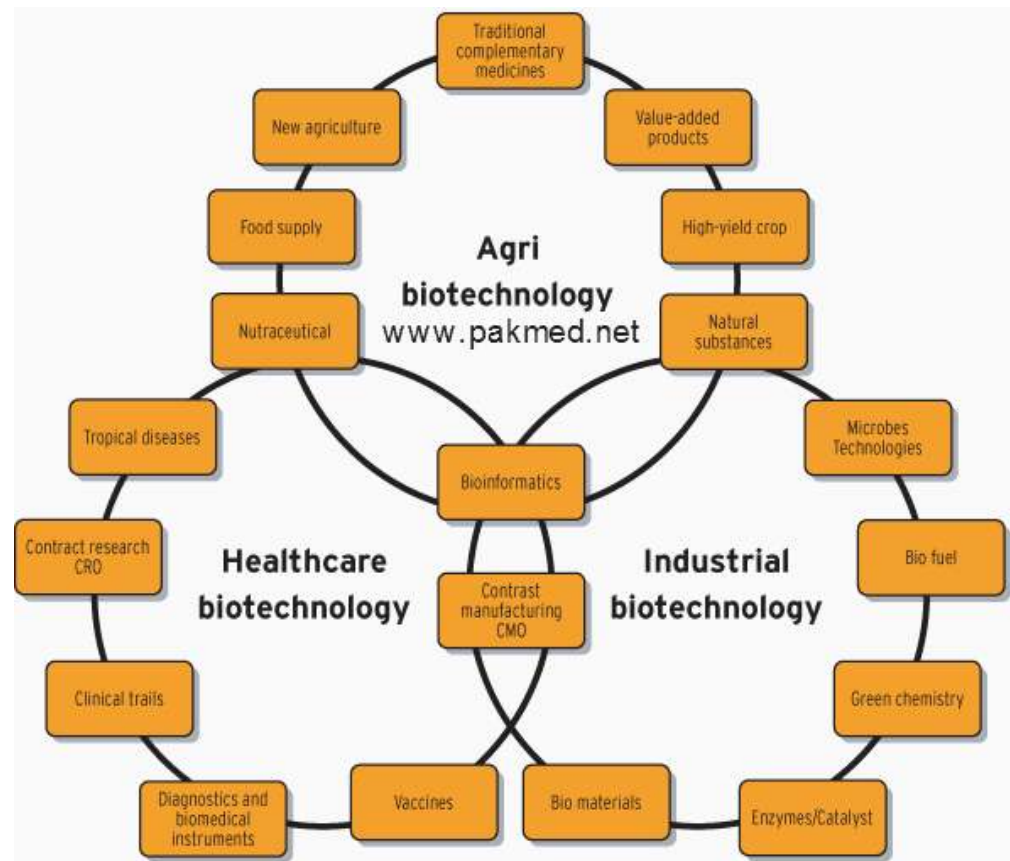 Traditional
complementary
medicines
New agriculture
Value-added
products
Food supply
High-yield crop
Agri
biotechnology
www.pakmed.net
Nutraceutical
Natural
substances
Tropical diseases
Microbes
Technologies
Bioinformatics
Contract research
CRO
Healthcare
biotechnology
Contrast
manufacturing
CMO
Industrial
biotechnology
Bio fuel
Clinical trails
Green chemistry
Diagnostics and
biomedical
instruments
Vaccines
Bio materials
Enzymes/Catalyst